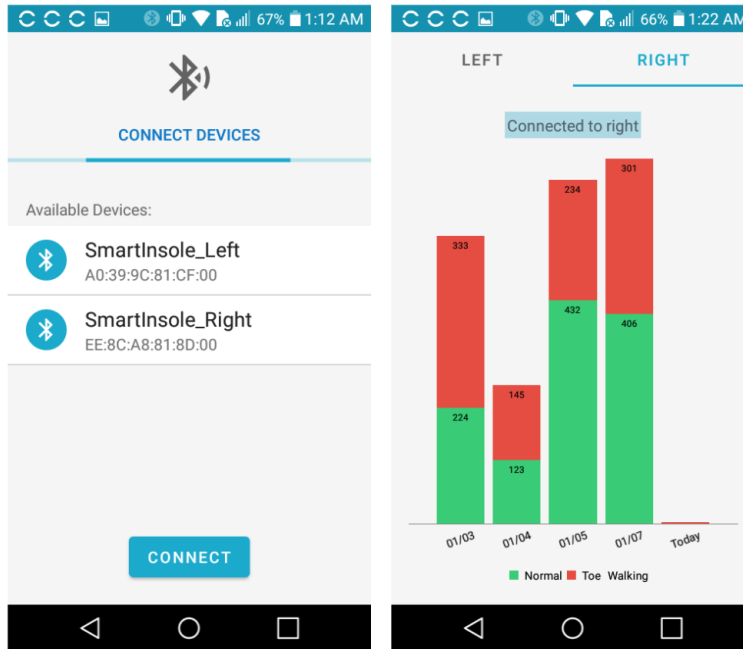 67% 1:12 AM
CONNECT DEVICES
Available Devices:
SmartInsole_Left
A0:39:9C:81:CF:00
SmartInsole_Right
EE:8C:A8:81:8D:00
CONNECT
66% 1:22 AM
LEFT RIGHT
Connected to right
301
234
333
432
406
145
224
123
01/03 01/04 01/05 01/07 Today
Normal Toe Walking